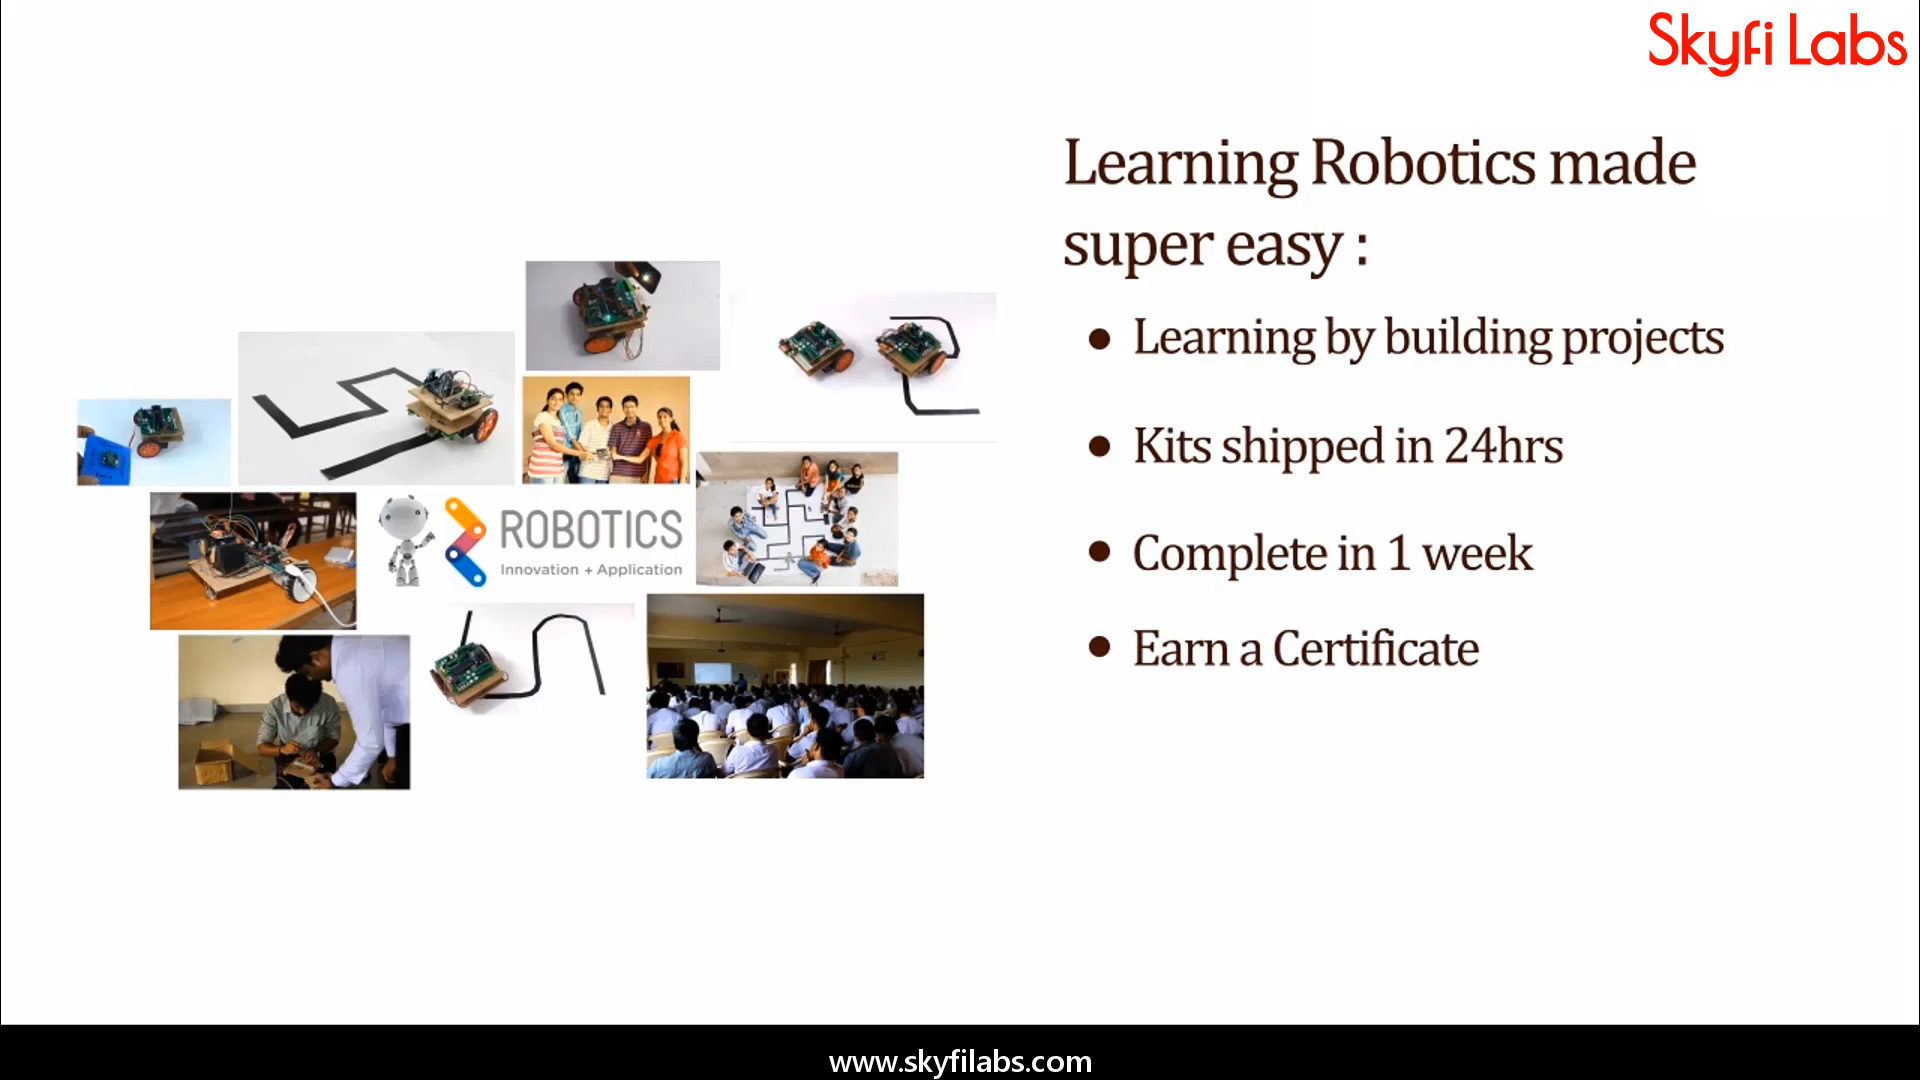 Skyfi Labs
Learning Robotics made
super easy :
● Learning by building projects
● Kits shipped in 24hrs
● Complete in 1 week
● Earn a Certificate
ROBOTICS
Innovation + Application
www.skyfilabs.com